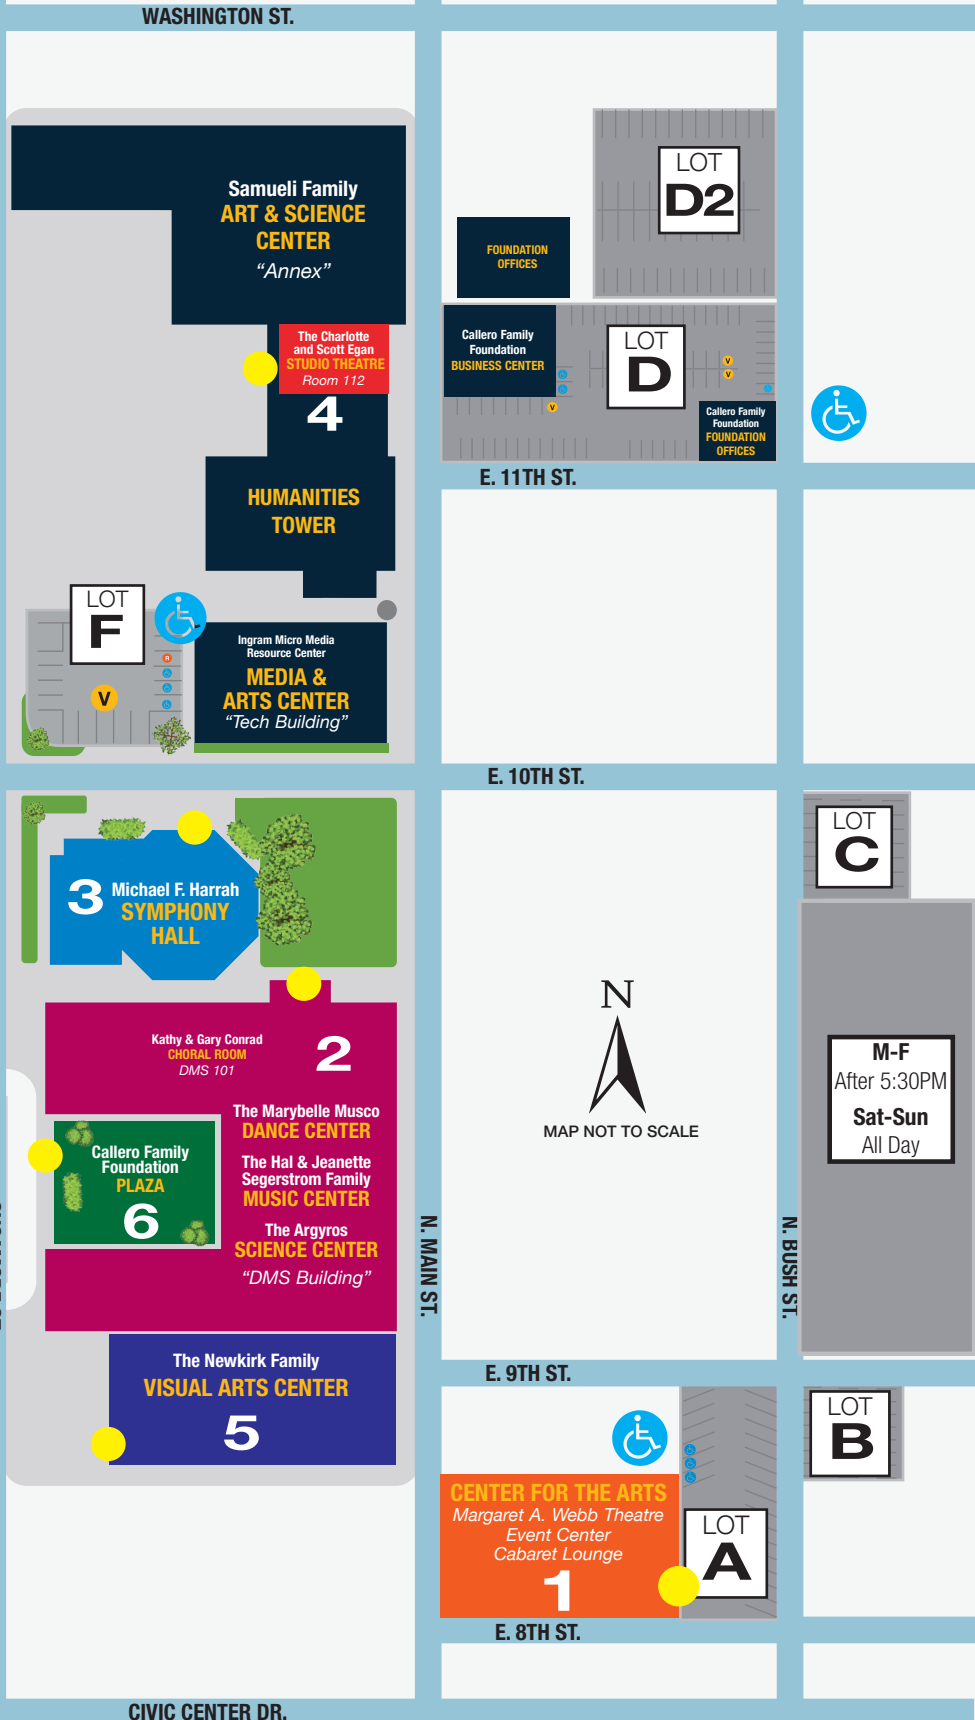 WASHINGTON ST.
Samueli Family
ART & SCIENCE
CENTER
"Annex"
LOT
D2
FOUNDATION
OFFICES
The Charlotte
and Scott Egan
STUDIO THEATRE
Room 112
4
Callero Family
Foundation
BUSINESS CENTER
LOT
D
V
V
V
Callero Family
Foundation
FOUNDATION
OFFICES
E. 11TH ST.
HUMANITIES
TOWER
LOT
F
V
Ingram Micro Media
Resource Center
MEDIA &
ARTS CENTER
"Tech Building"
E. 10TH ST.
3
Michael F. Harrah
SYMPHONY
HALL
LOT
C
N
MAP NOT TO SCALE
M-F
After 5:30PM
Sat-Sun
All Day
Kathy & Gary Conrad
CHORAL ROOM
DMS 101
2
The Marybelle Musco
DANCE CENTER
The Hal & Jeanette
Segerstrom Family
MUSIC CENTER
The Argyros
SCIENCE CENTER
"DMS Building"
Callero Family
Foundation
PLAZA
6
N. MAIN ST.
N. BUSH ST.
E. 9TH ST.
The Newkirk Family
VISUAL ARTS CENTER
5
LOT
B
CENTER FOR THE ARTS
Margaret A. Webb Theatre
Event Center
Cabaret Lounge
1
LOT
A
E. 8TH ST.
CIVIC CENTER DR.